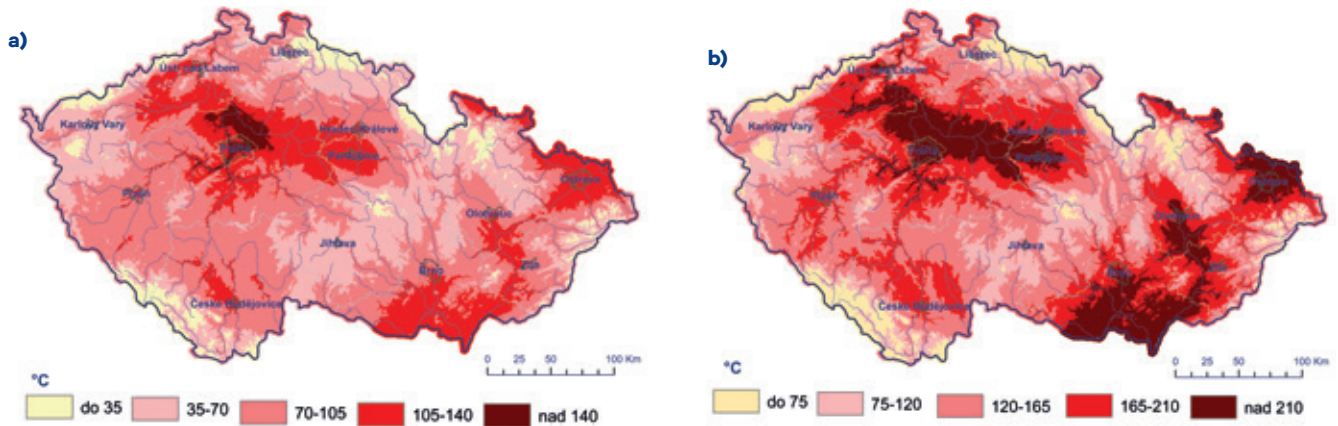 a)
Liberec
Ústí nad Labem
Karlovy Vary
Hradec Králové
Praha
Pardubice
Plzeň
Ostrava
Olomouc
Jihlava
Zlín
Brno
České Budějovice
0 25 50 100 Km
°C
do 35 35-70 70-105 105-140 nad 140
b)
Liberec
Ústí nad Labem
Karlovy Vary
Hradec Králové
Praha
Pardubice
Plzeň
Ostrava
Olomouc
Jihlava
Zlín
Brno
České Budějovice
0 25 50 100 Km
°C
do 75 75-120 120-165 165-210 nad 210